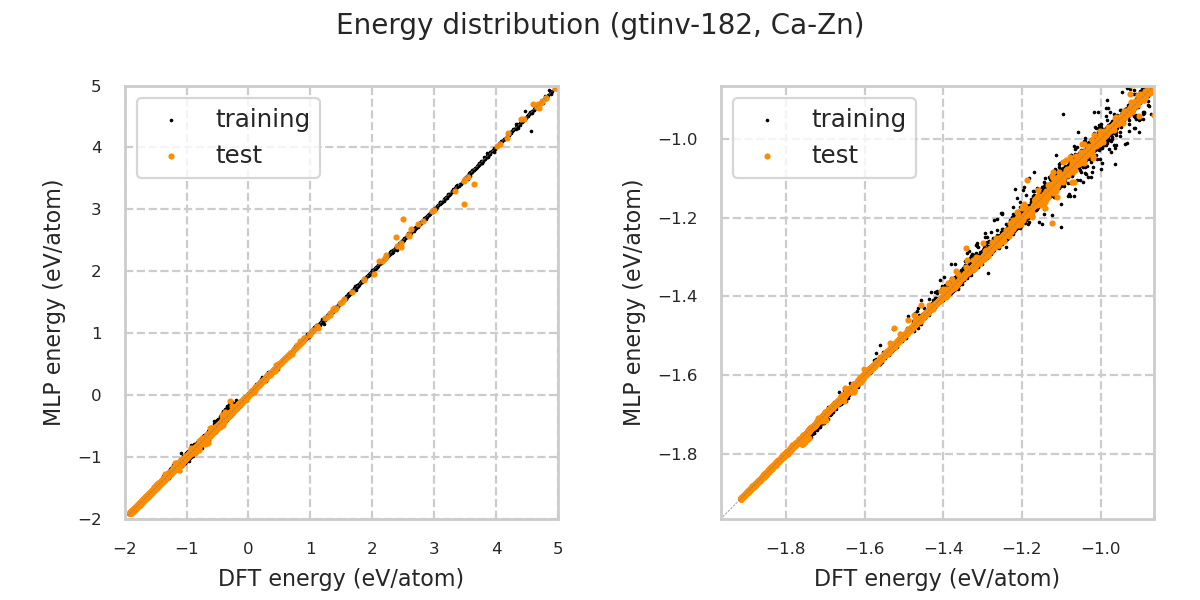 Energy distribution (gtinv-182, Ca-Zn)
training
test
MLP energy (eV/atom)
5
4
3
2
1
0
−1
−2
−2 −1 0 1 2 3 4 5
DFT energy (eV/atom)
training
test
MLP energy (eV/atom)
−1.0
−1.2
−1.4
−1.6
−1.8
−1.8 −1.6 −1.4 −1.2 −1.0
DFT energy (eV/atom)